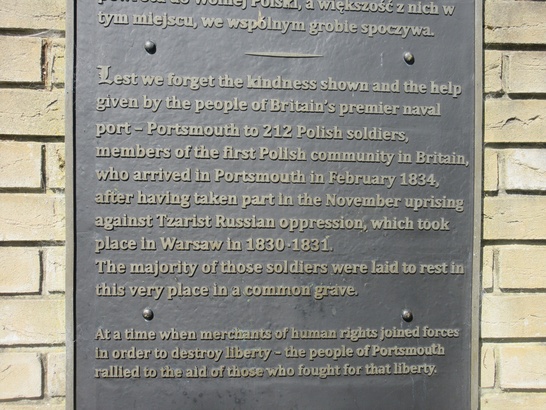 do wolnej Polski, a większość z nich w
tym miejscu, we wspólnym grobie spoczywa.
Lest we forget the kindness shown and the help
given by the people of Britain's premier naval
port – Portsmouth to 212 Polish soldiers,
members of the first Polish community in Britain,
who arrived in Portsmouth in February 1834,
after having taken part in the November uprising
against Tzarist Russian oppression, which took
place in Warsaw in 1830-1831.
The majority of those soldiers were laid to rest in
this very place in a common grave.
At a time when merchants of human rights joined forces
in order to destroy liberty – the people of Portsmouth
rallied to the aid of those who fought for that liberty.